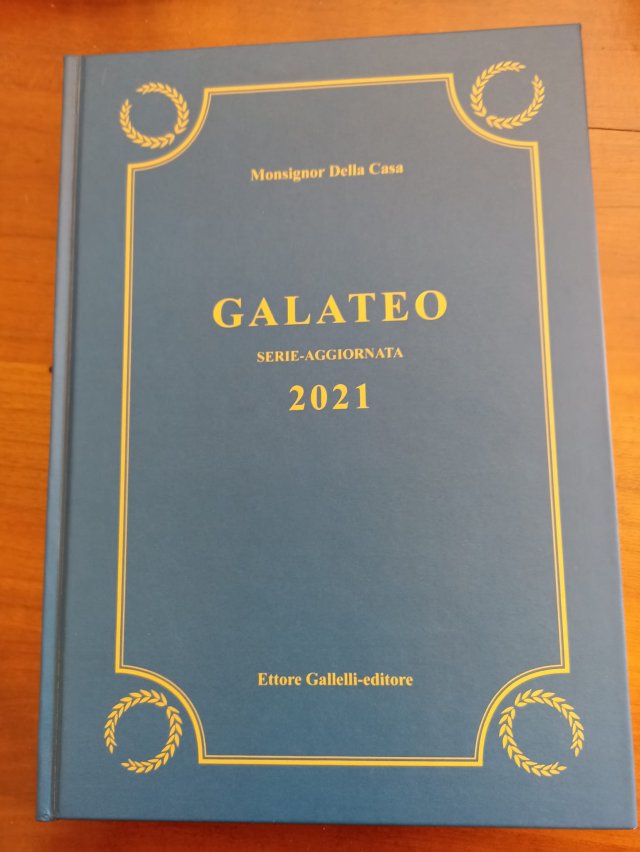 Monsignor Della Casa
GALATEO
SERIE-AGGIORNATA
2021
Ettore Gallelli-editore